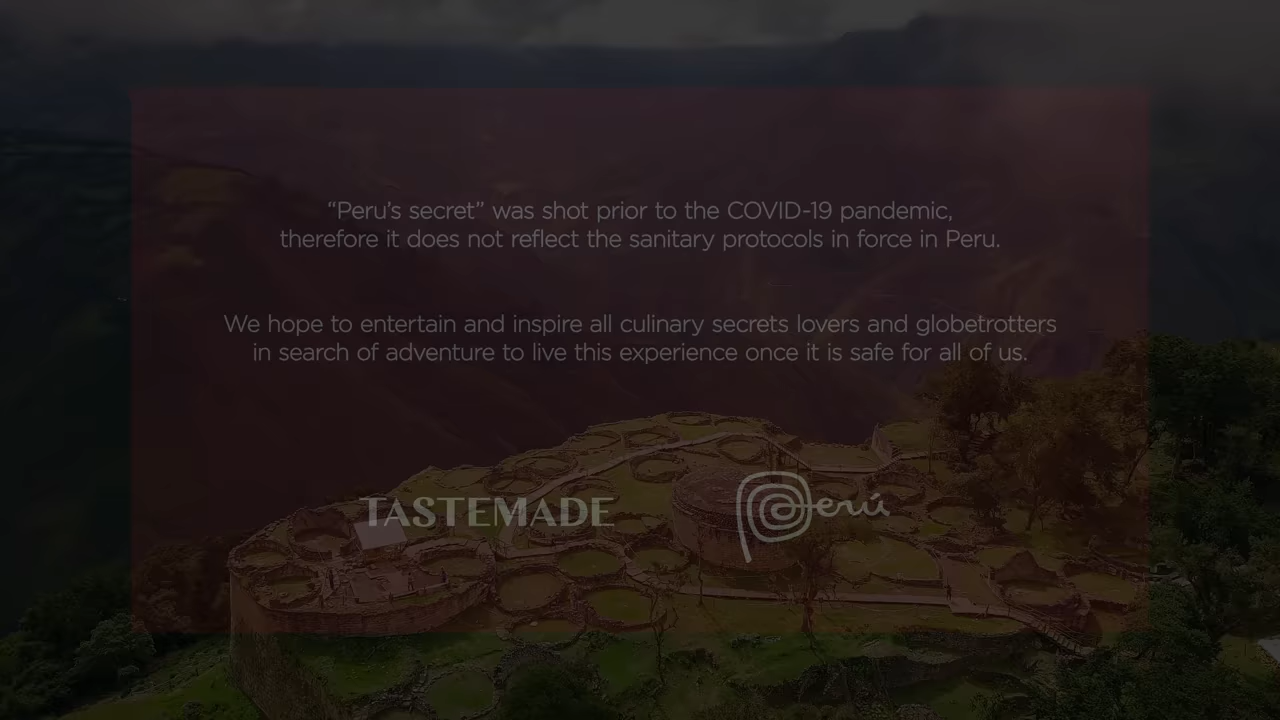 “Peru’s secret” was shot prior to the COVID-19 pandemic,
therefore it does not reflect the sanitary protocols in force in Peru.
We hope to entertain and inspire all culinary secrets lovers and globetrotters
in search of adventure to live this experience once it is safe for all of us.
TASTEMADE Perú